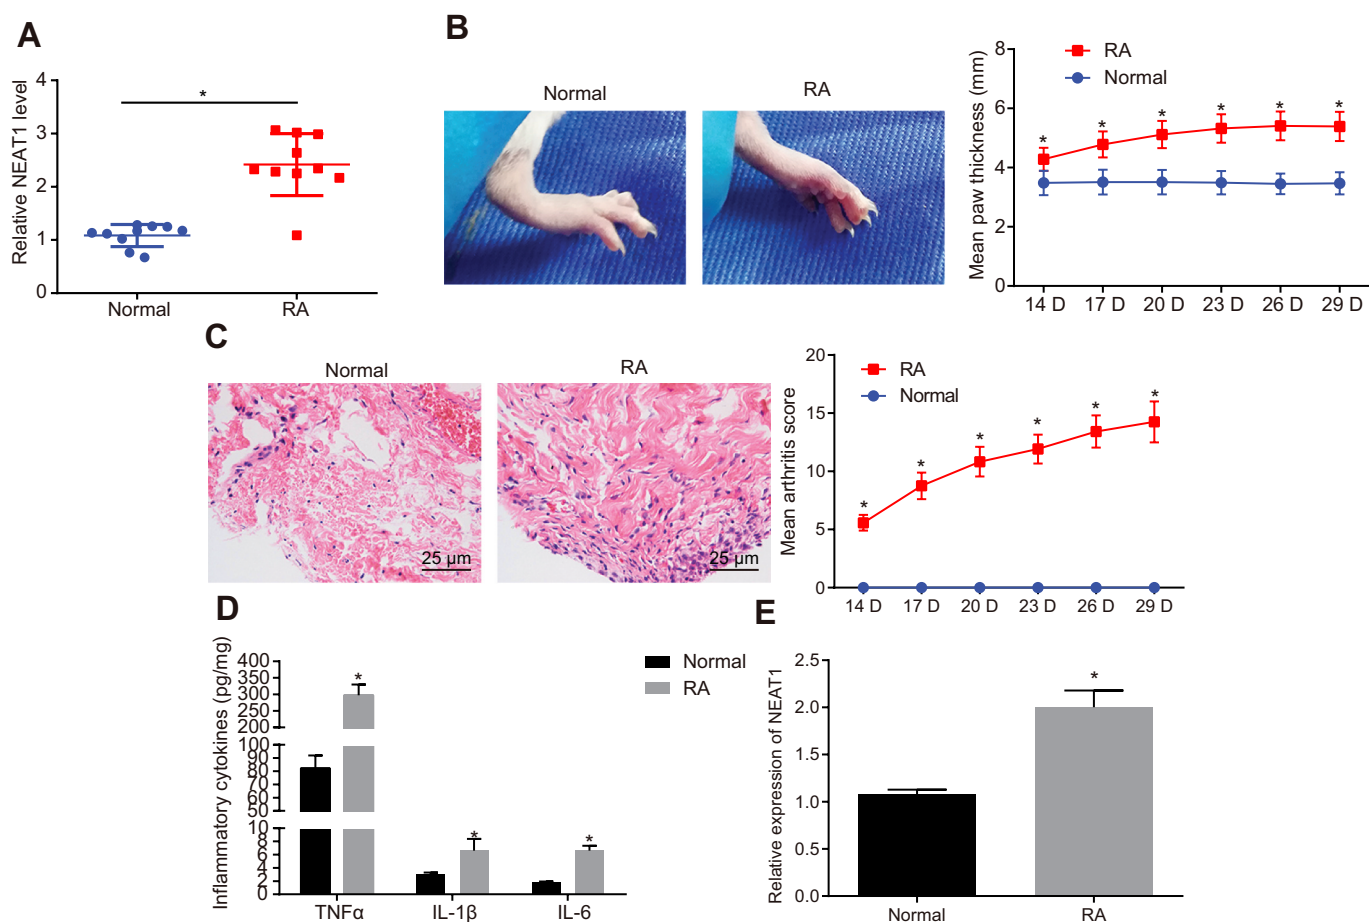 A
Relative NEAT1 level
4
3
2
1
0
*
Normal
RA
B
Normal
RA
Mean paw thickness (mm)
8
6
4
2
0
RA
Normal
* * * * * *
14 D 17 D 20 D 23 D 26 D 29 D
C
Normal
RA
25 µm
25 µm
Mean arthritis score
20
15
10
5
0
RA
Normal
* * * * * *
14 D 17 D 20 D 23 D 26 D 29 D
D
Inflammatory cytokines (pg/mg)
400
350
300
250
200
100
90
80
70
60
50
10
8
6
4
2
0
* * *
TNFα IL-1β IL-6
Normal
RA
E
Relative expression of NEAT1
2.5
2.0
1.5
1.0
0.5
0.0
*
Normal
RA